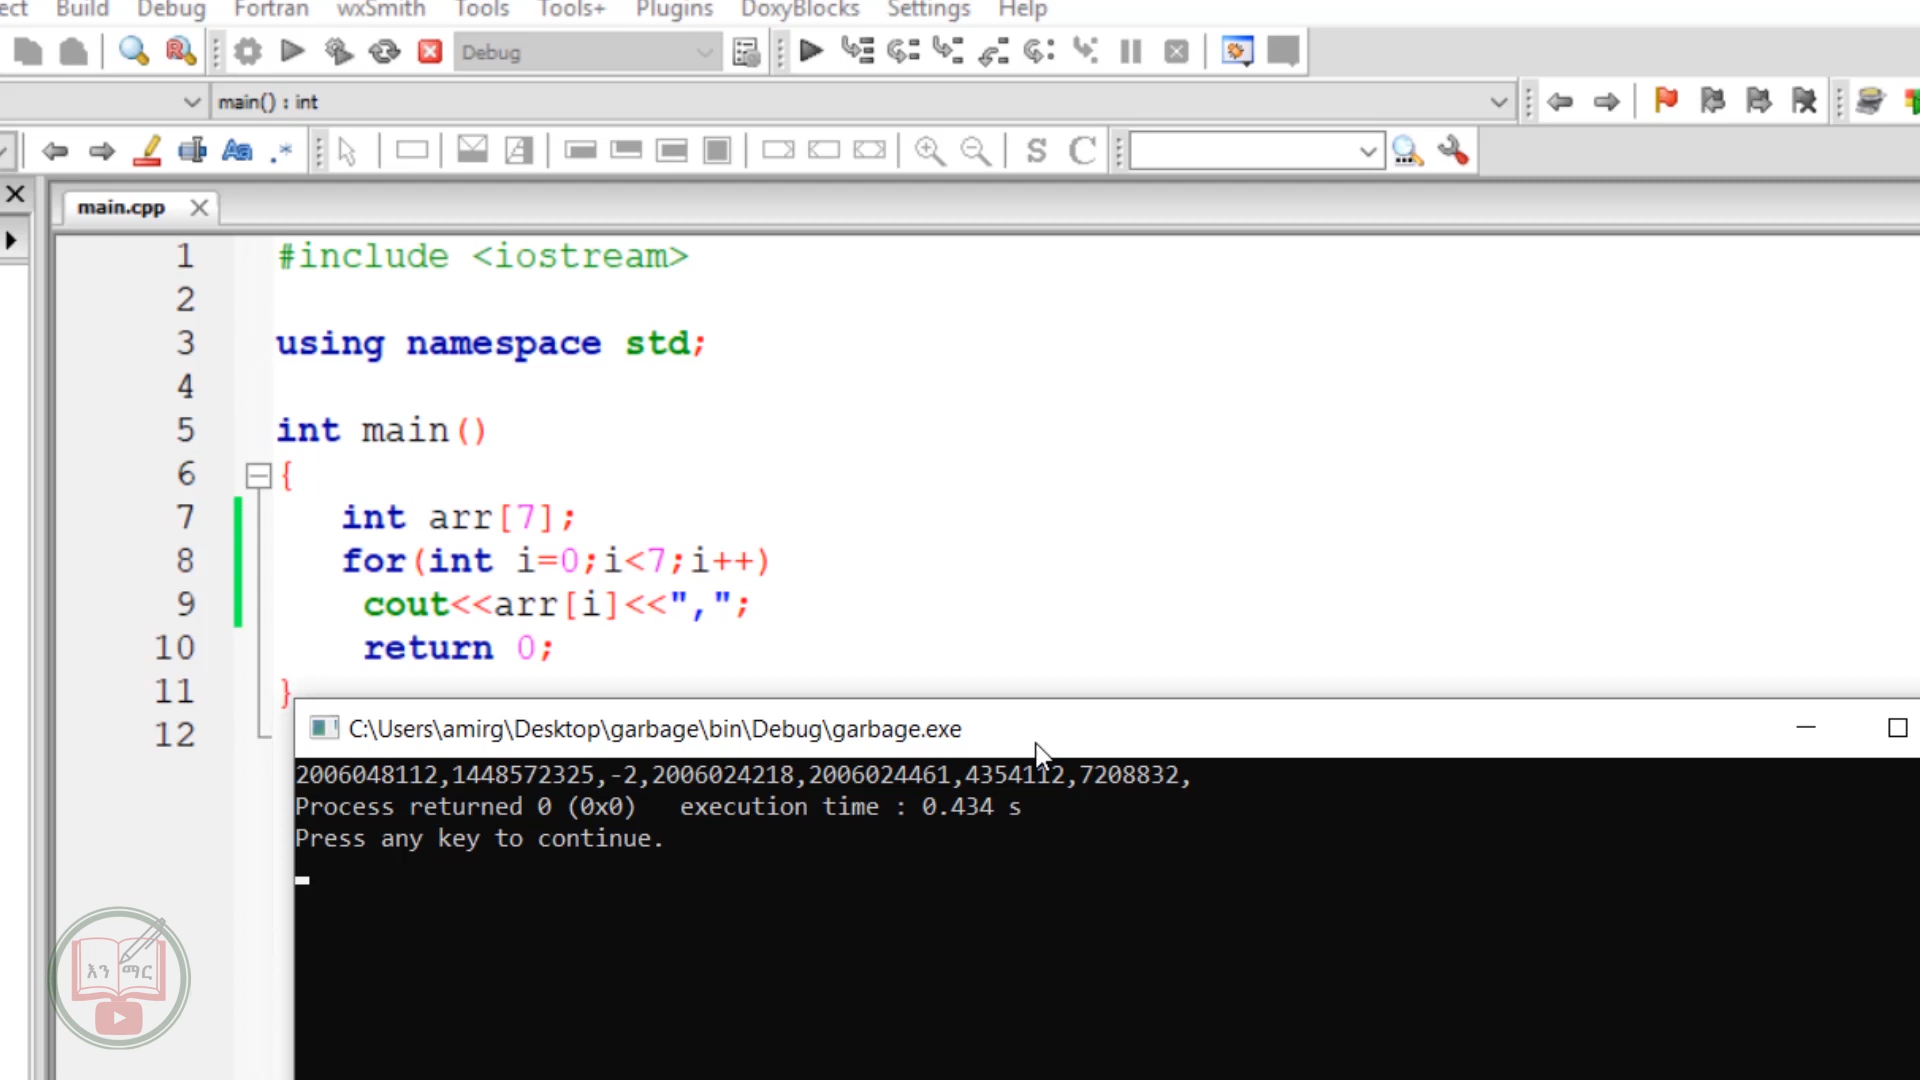 Build Debug Fortran wxSmith Tools Tools+ Plugins DoxyBlocks Settings Help
Debug
main() : int
S C
main.cpp
1 #include <iostream>
2
3 using namespace std;
4
5 int main()
6 {
7 int arr[7];
8 for(int i=0;i<7;i++)
9 cout<<arr[i]<<",";
10 return 0;
11 }
12
C:\Users\amirg\Desktop\garbage\bin\Debug\garbage.exe
2006048112,1448572325,-2,2006024218,2006024461,4354112,7208832,
Process returned 0 (0x0) execution time : 0.434 s
Press any key to continue.
እን ማር